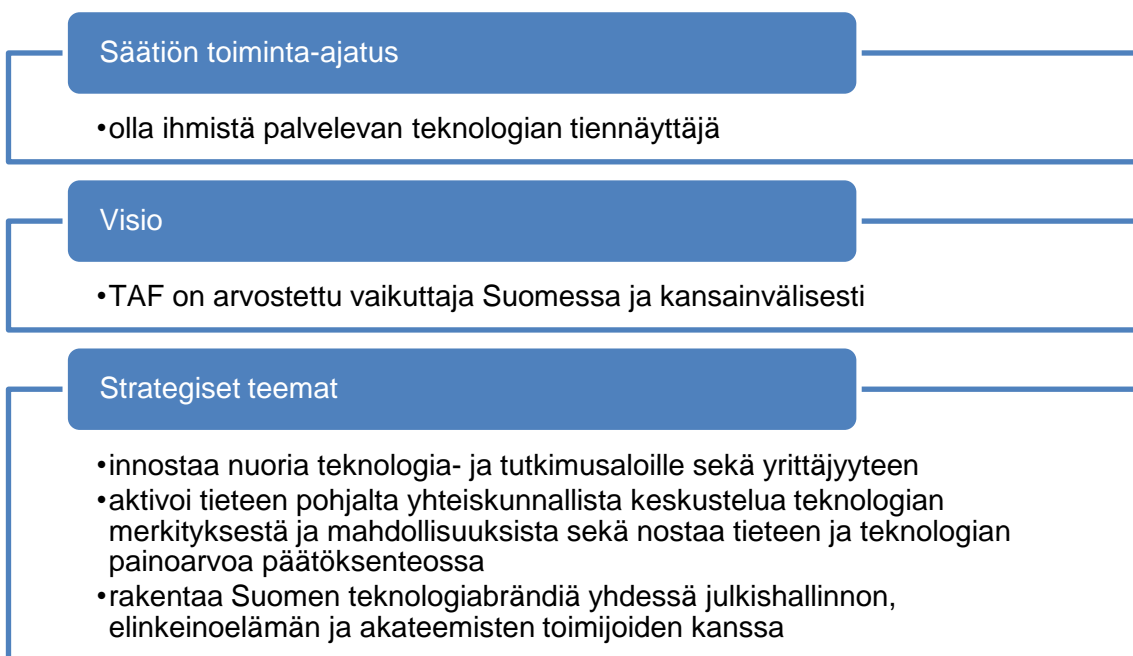 Säätiön toiminta-ajatus
•olla ihmistä palvelevan teknologian tiennäyttäjä
Visio
•TAF on arvostettu vaikuttaja Suomessa ja kansainvälisesti
Strategiset teemat
•innostaa nuoria teknologia- ja tutkimusaloille sekä yrittäjyyteen
•aktivoi tieteen pohjalta yhteiskunnallista keskustelua teknologian
merkityksestä ja mahdollisuuksista sekä nostaa tieteen ja teknologian
painoarvoa päätöksenteossa
•rakentaa Suomen teknologiabrändiä yhdessä julkishallinnon,
elinkeinoelämän ja akateemisten toimijoiden kanssa